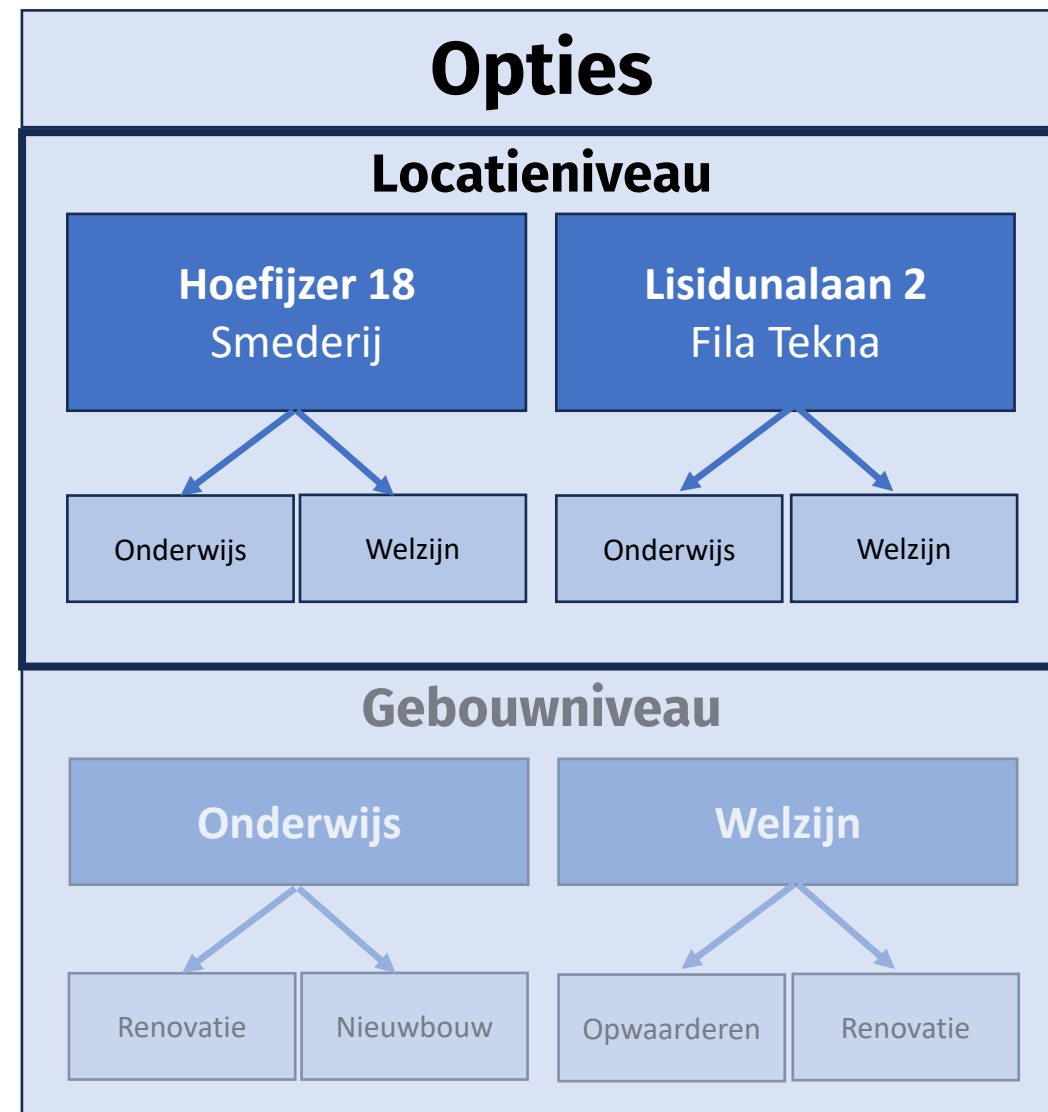 Opties
Locatieniveau
Hoefijzer 18
Smederij
Lisidunalaan 2
Fila Tekna
Onderwijs
Welzijn
Onderwijs
Welzijn
Gebouwniveau
Onderwijs
Welzijn
Renovatie
Nieuwbouw
Opwaarderen
Renovatie